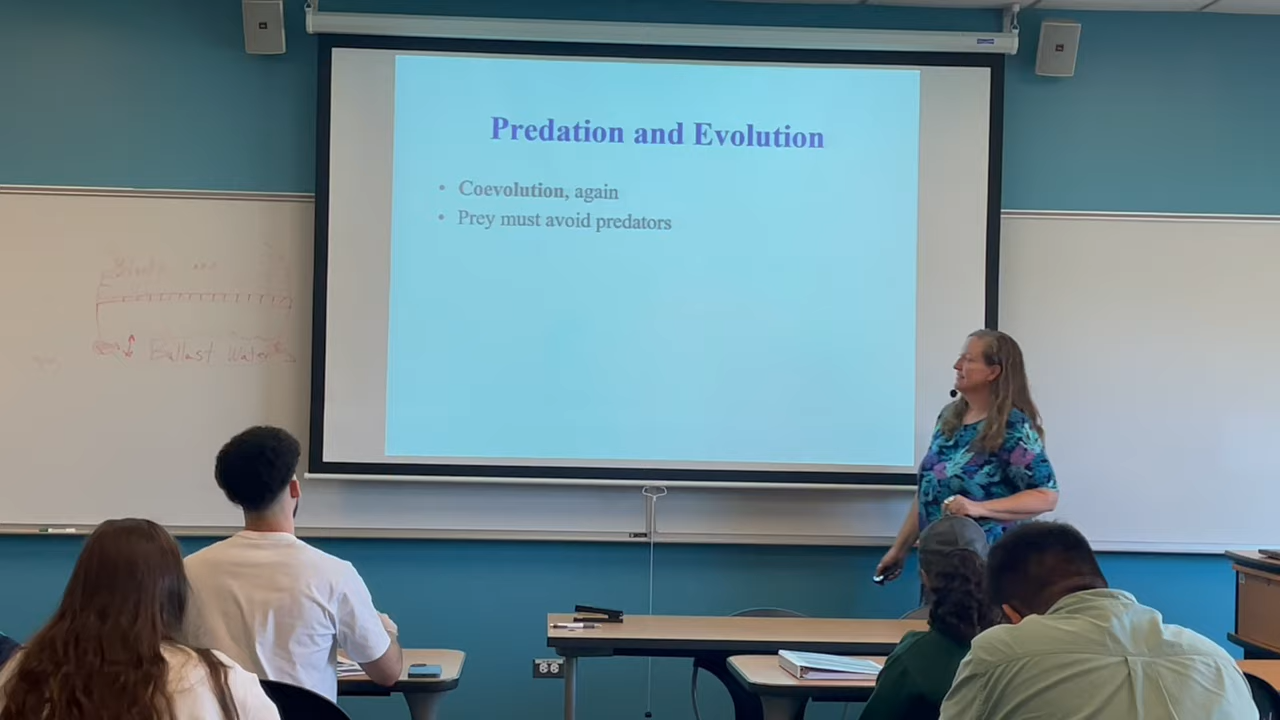 Predation and Evolution
• Coevolution, again
• Prey must avoid predators
Ballast Water